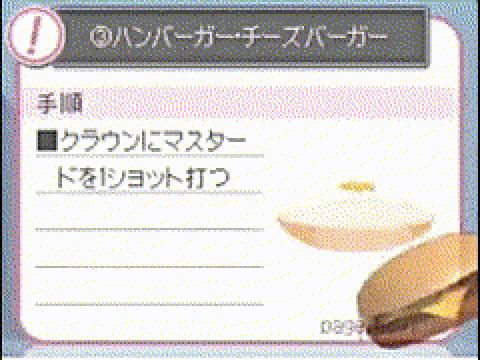 ③ハンバーガー・チーズバーガー
手順
■クラウンにマスター
ドを1ショット打つ